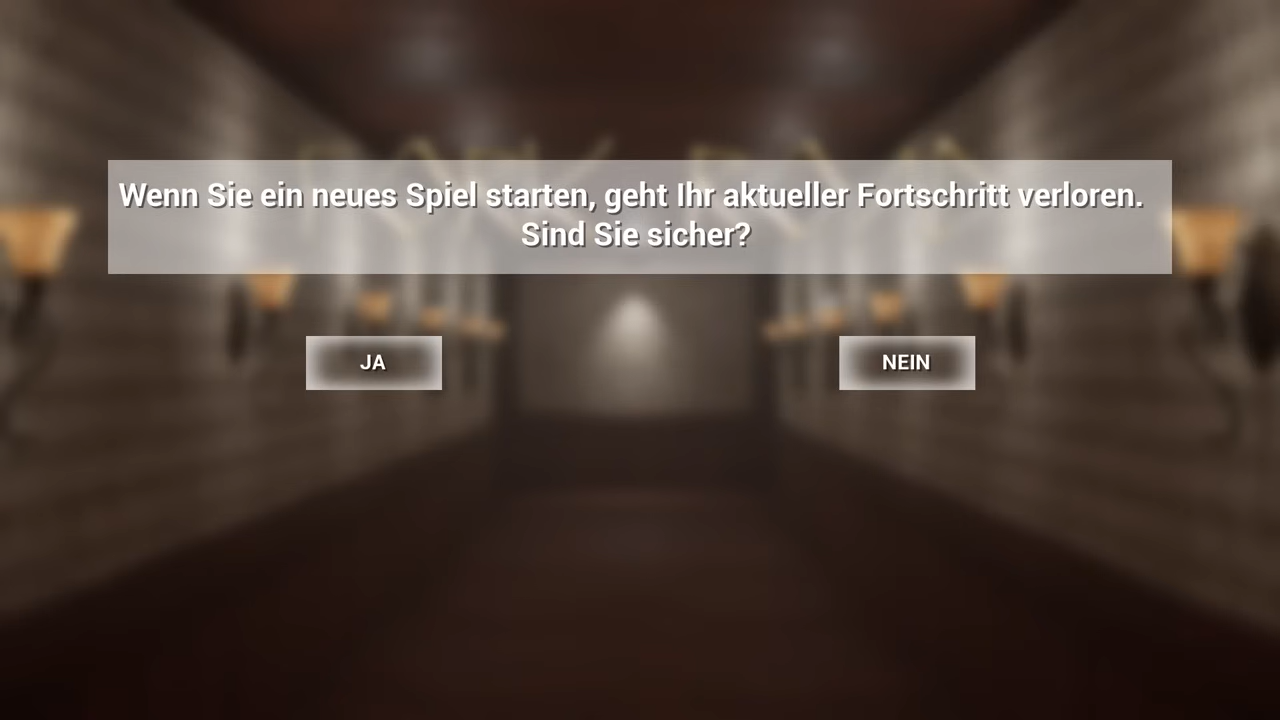 Wenn Sie ein neues Spiel starten, geht Ihr aktueller Fortschritt verloren.
Sind Sie sicher?
JA
NEIN